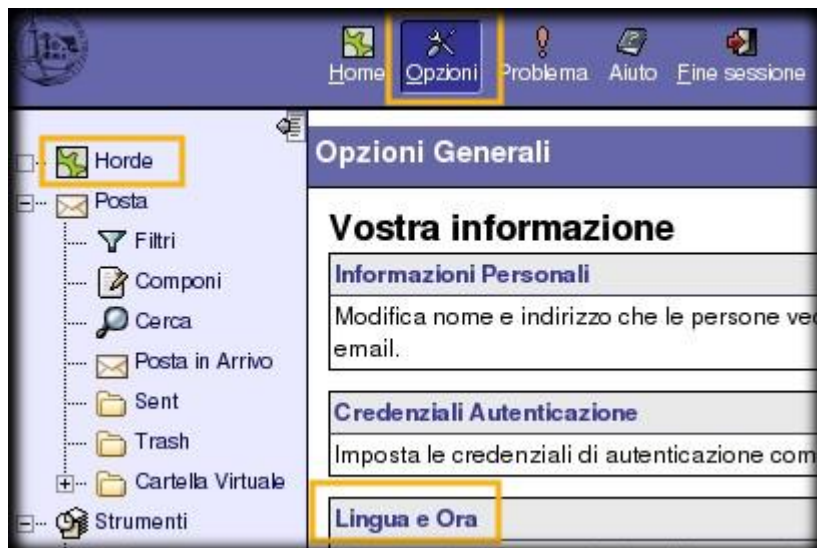 Home Opzioni Problema Aiuto Fine sessione
Horde
Posta
Filtri
Componi
Cerca
Posta in Arrivo
Sent
Trash
Cartella Virtuale
Strumenti
Opzioni Generali
Vostra informazione
Informazioni Personali
Modifica nome e indirizzo che le persone
email.
Credenziali Autenticazione
Imposta le credenziali di autenticazione com
Lingua e Ora